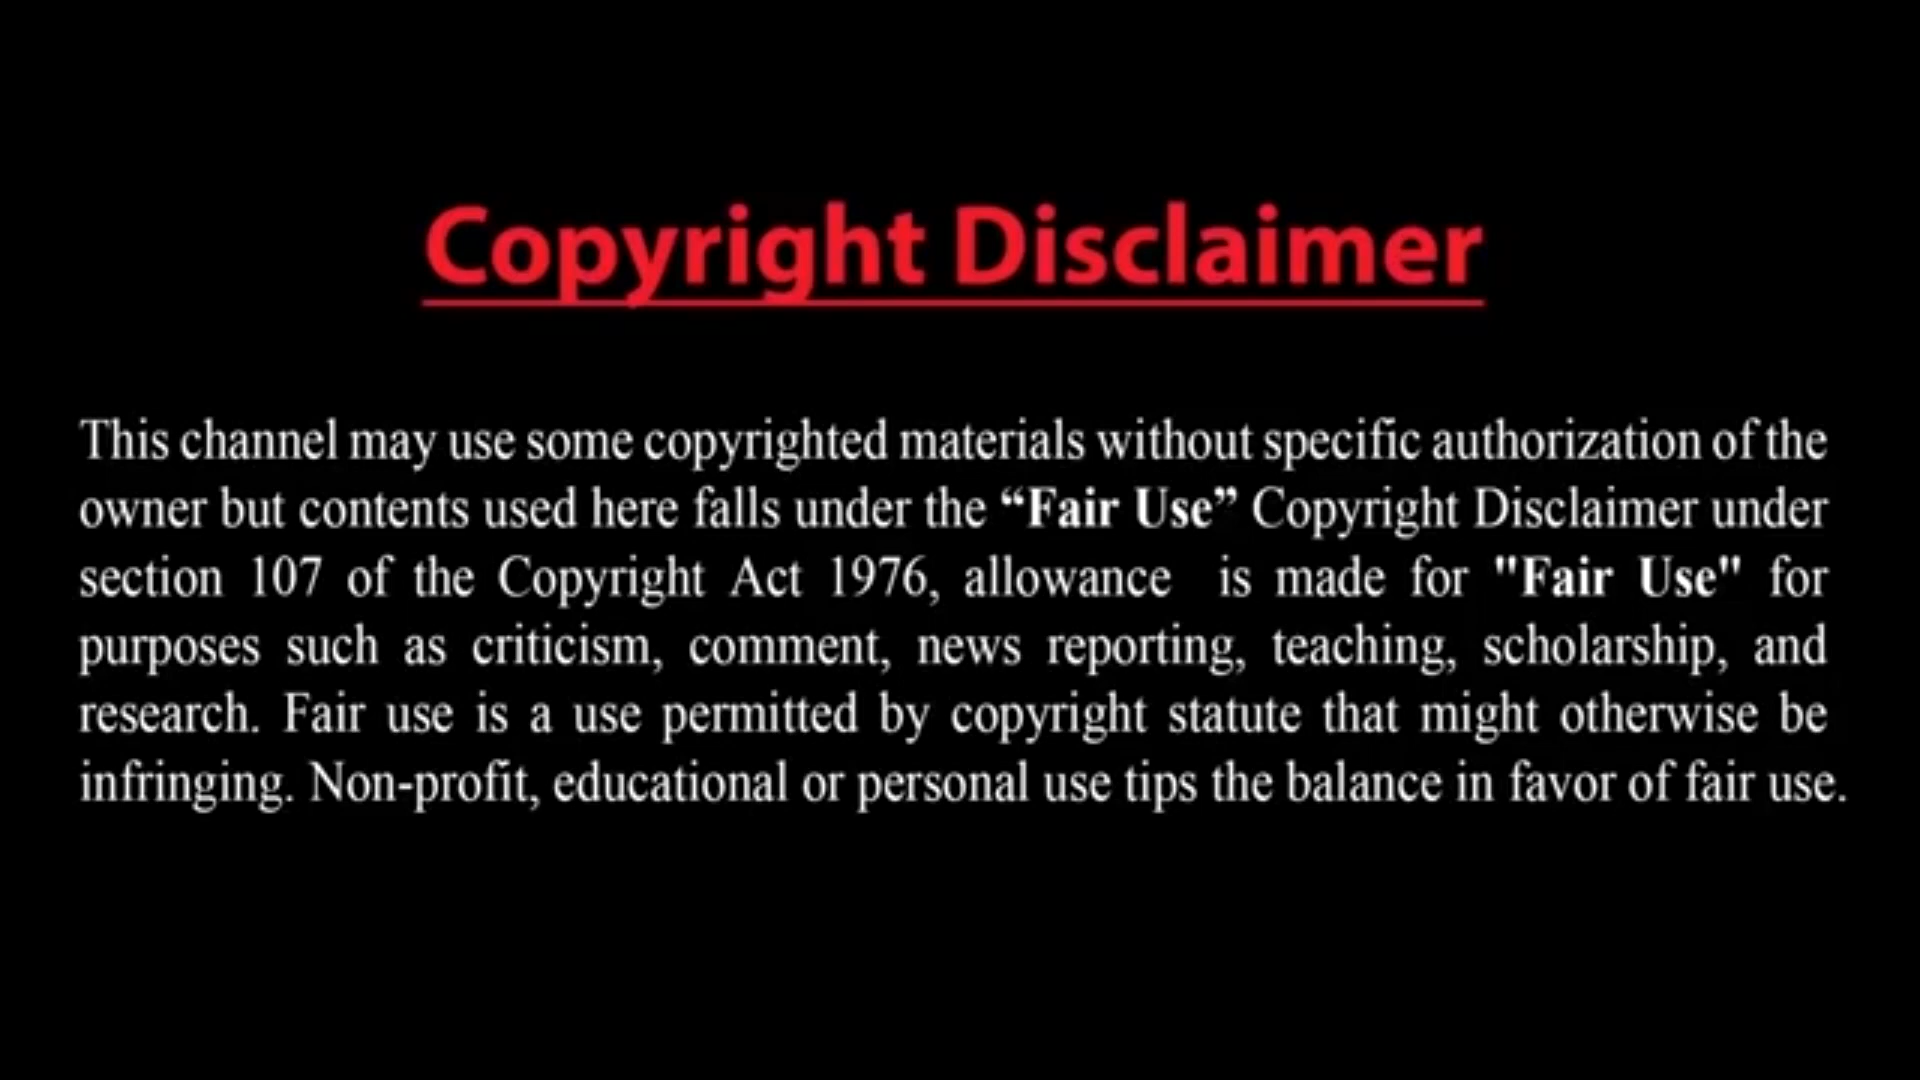 Copyright Disclaimer
This channel may use some copyrighted materials without specific authorization of the
owner but contents used here falls under the “Fair Use” Copyright Disclaimer under
section 107 of the Copyright Act 1976, allowance is made for "Fair Use" for
purposes such as criticism, comment, news reporting, teaching, scholarship, and
research. Fair use is a use permitted by copyright statute that might otherwise be
infringing. Non-profit, educational or personal use tips the balance in favor of fair use.